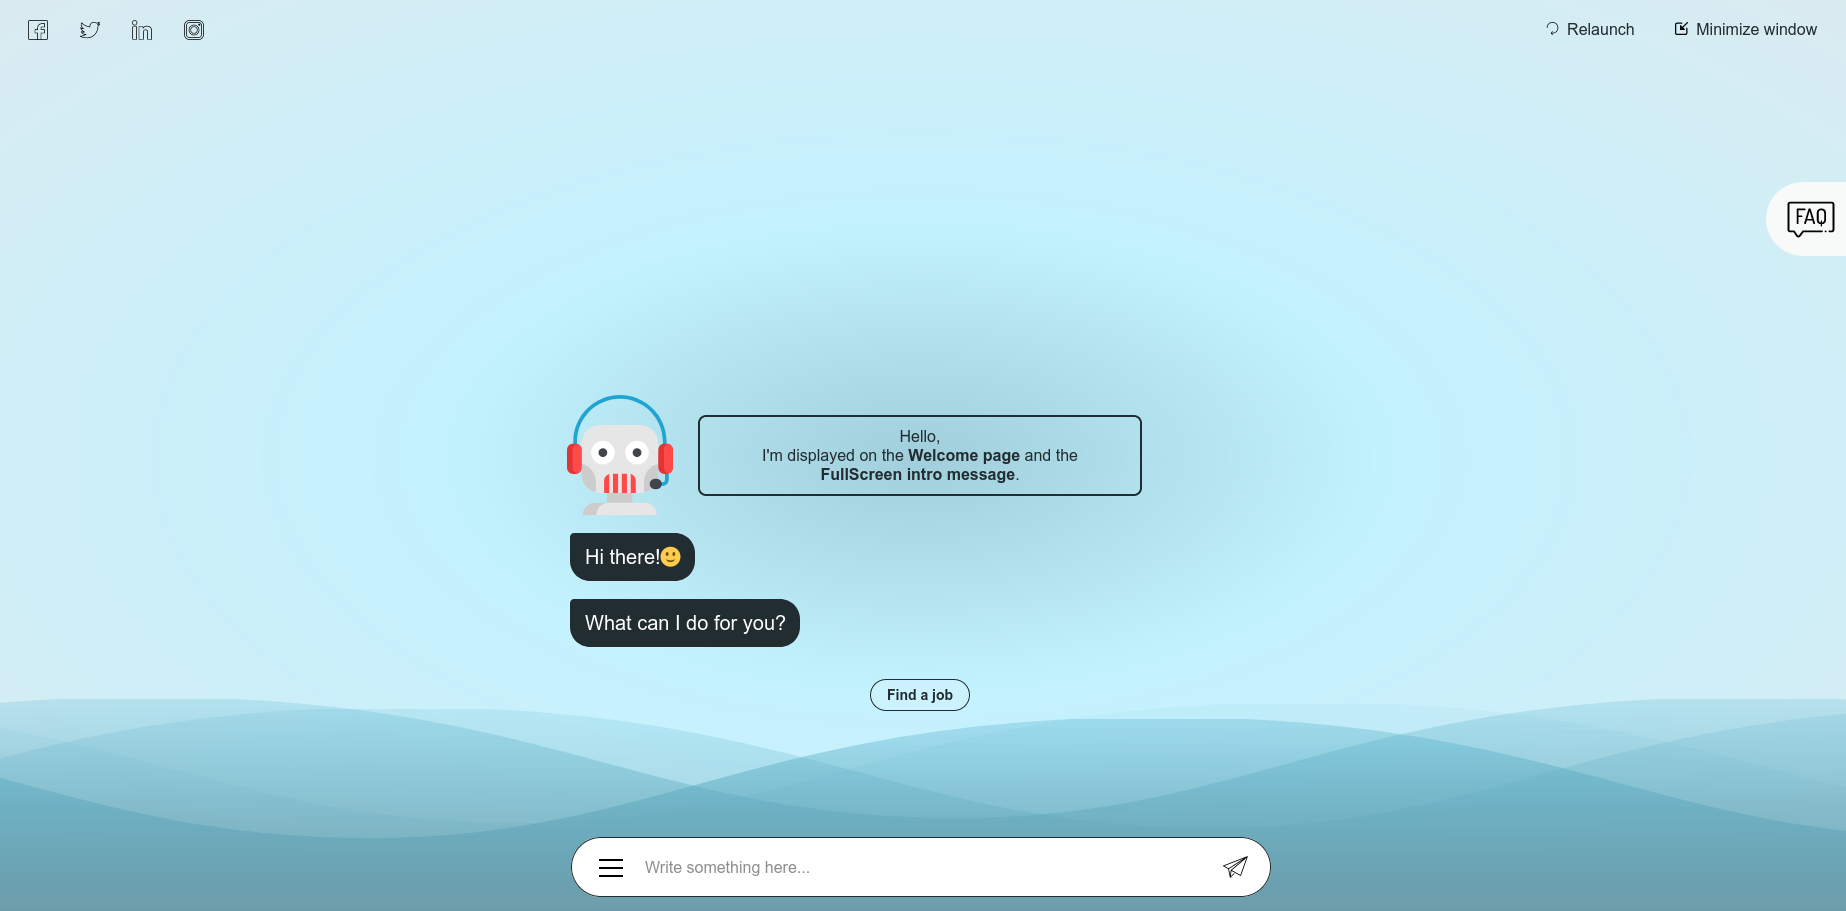 Relaunch
Minimize window
FAQ
Hello,
I'm displayed on the Welcome page and the
FullScreen intro message.
Hi there!🙂
What can I do for you?
Find a job
Write something here...